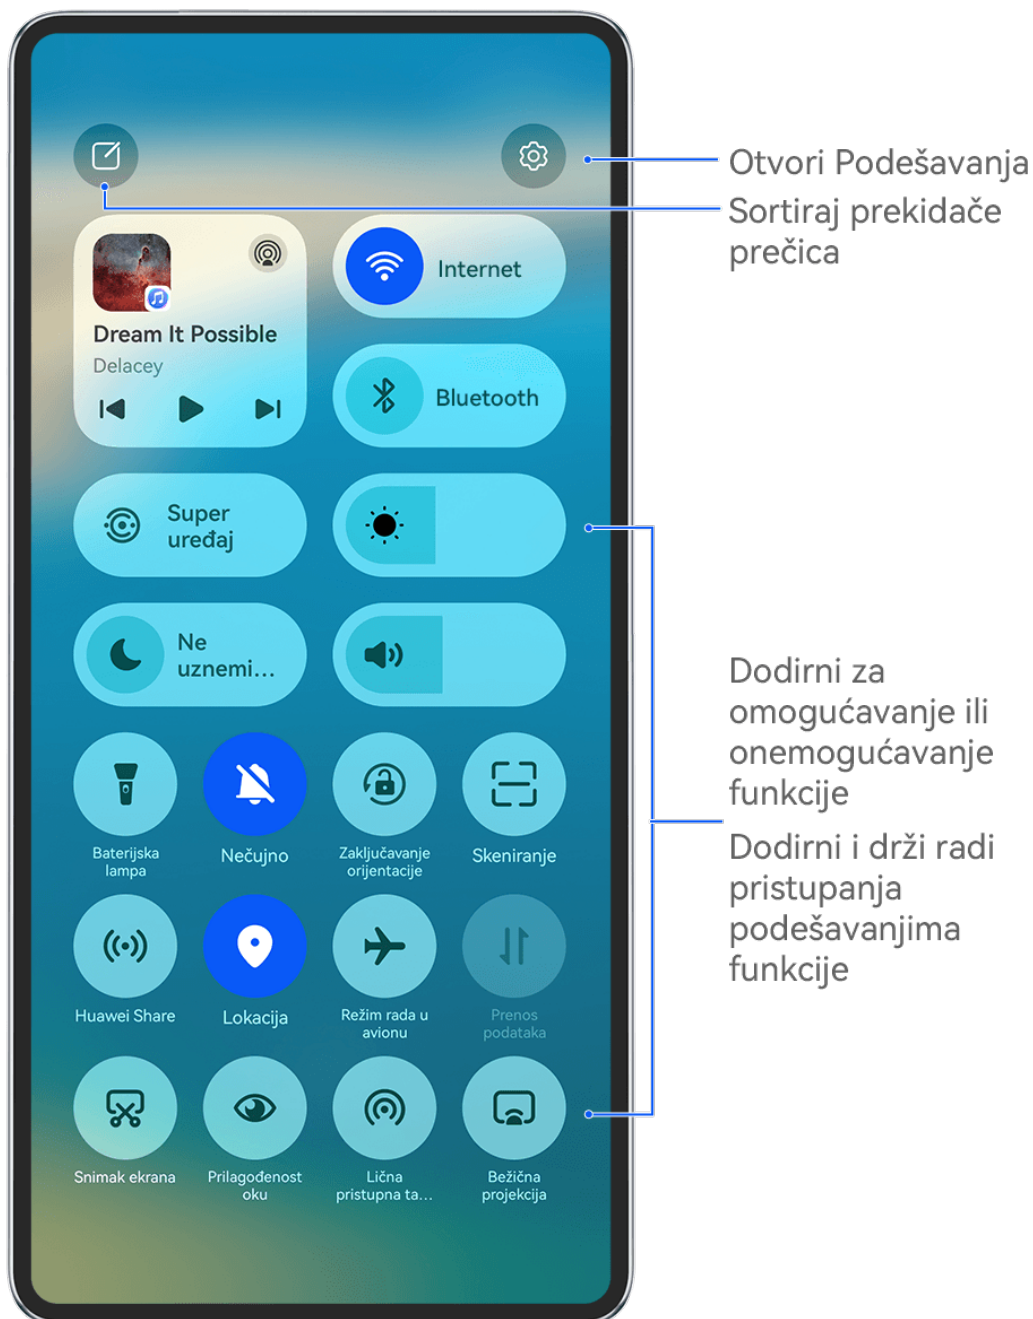 Otvori Podešavanja
Sortiraj prekidače
prečica
Internet
Dream It Possible
Delacey
Bluetooth
Super
uređaj
Ne
uznemi...
Dodirni za
omogućavanje ili
onemogućavanje
funkcije
Dodirni i drži radi
pristupanja
podešavanjima
funkcije
Baterijska
lampa
Nečujno
Zaključavanje
orijentacije
Skeniranje
Huawei Share
Lokacija
Režim rada u
avionu
Prenos
podataka
Snimak ekrana
Prilagođenost
oku
Lična
pristupna ta...
Bežična
projekcija